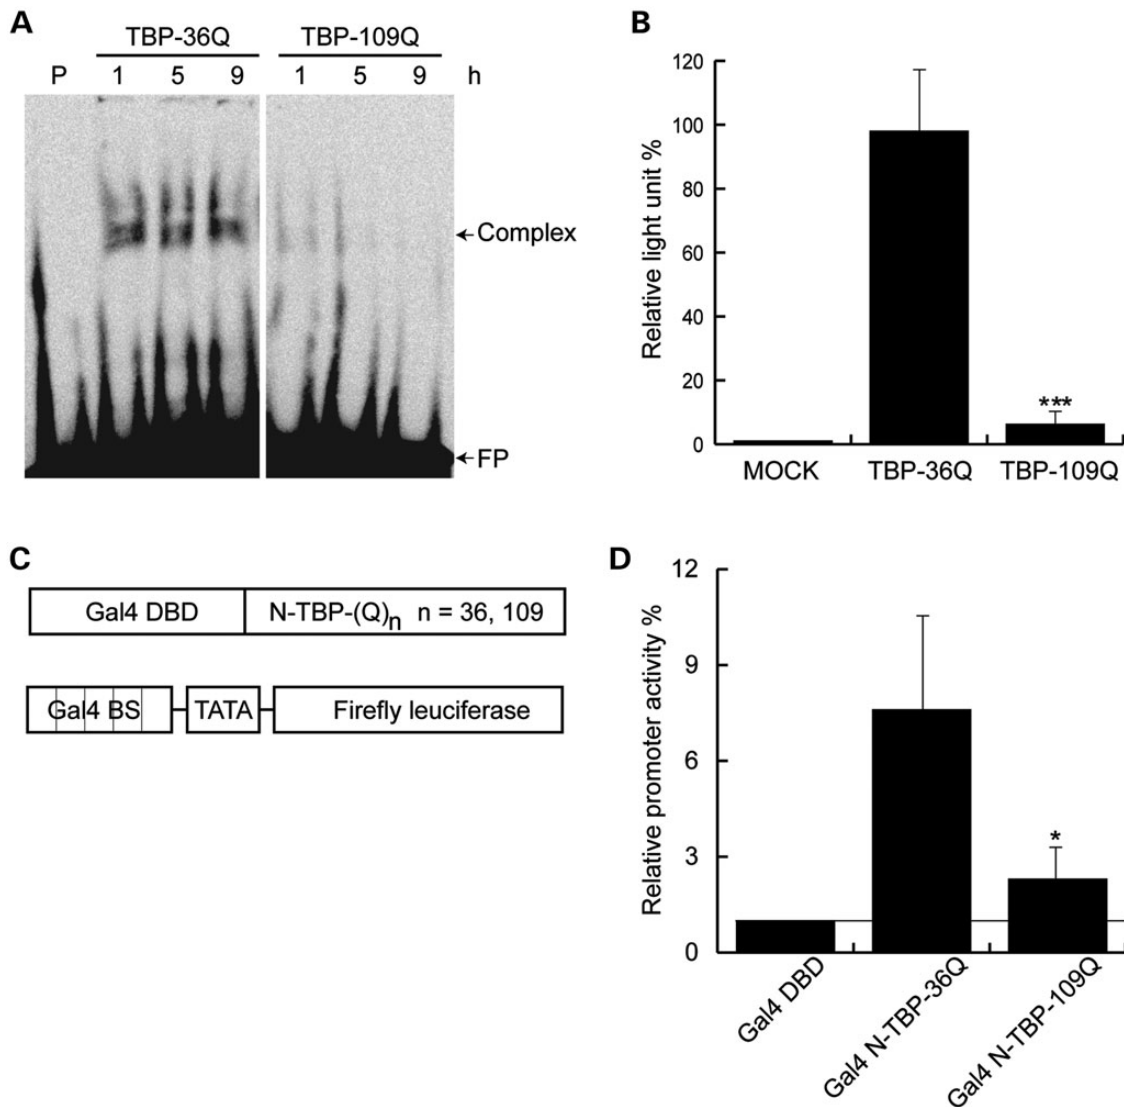 A
TBP-36Q TBP-109Q
P 1 5 9 1 5 9 h
Complex
FP
B
Relative light unit %
120
100
80
60
40
20
0
***
MOCK TBP-36Q TBP-109Q
C
Gal4 DBD N-TBP-(Q)n n = 36, 109
Gal4 BS TATA Firefly leuciferase
D
Relative promoter activity %
12
9
6
3
0
*
Gal4 DBD
Gal4 N-TBP-36Q
Gal4 N-TBP-109Q